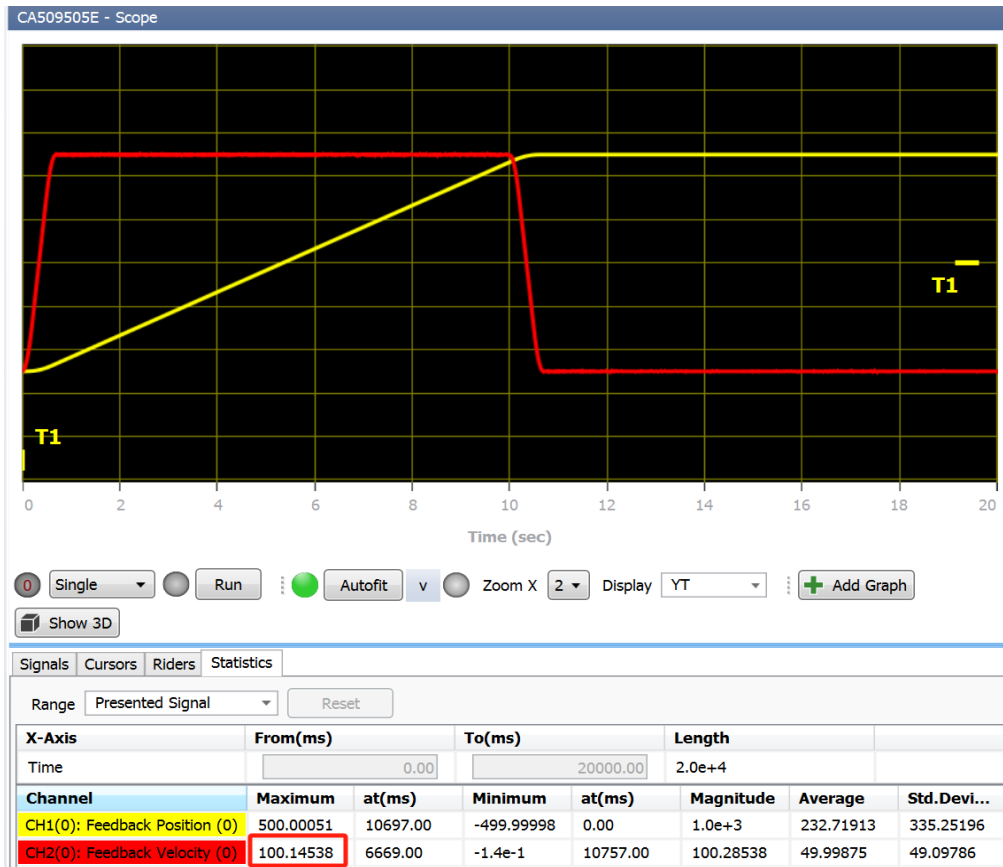 CA509505E - Scope
T1
T1
0 2 4 6 8 10 12 14 16 18 20
Time (sec)
0 Single Run Autofit v Zoom X 2 Display YT Add Graph
Show 3D
Signals Cursors Riders Statistics
Range Presented Signal Reset
X-Axis From(ms) To(ms) Length
Time 0.00 20000.00 2.0e+4
Channel Maximum at(ms) Minimum at(ms) Magnitude Average Std.Devi...
CH1(0): Feedback Position (0) 500.00051 10697.00 -499.99998 0.00 1.0e+3 232.71913 335.25196
CH2(0): Feedback Velocity (0) 100.14538 6669.00 -1.4e-1 10757.00 100.28538 49.99875 49.09786